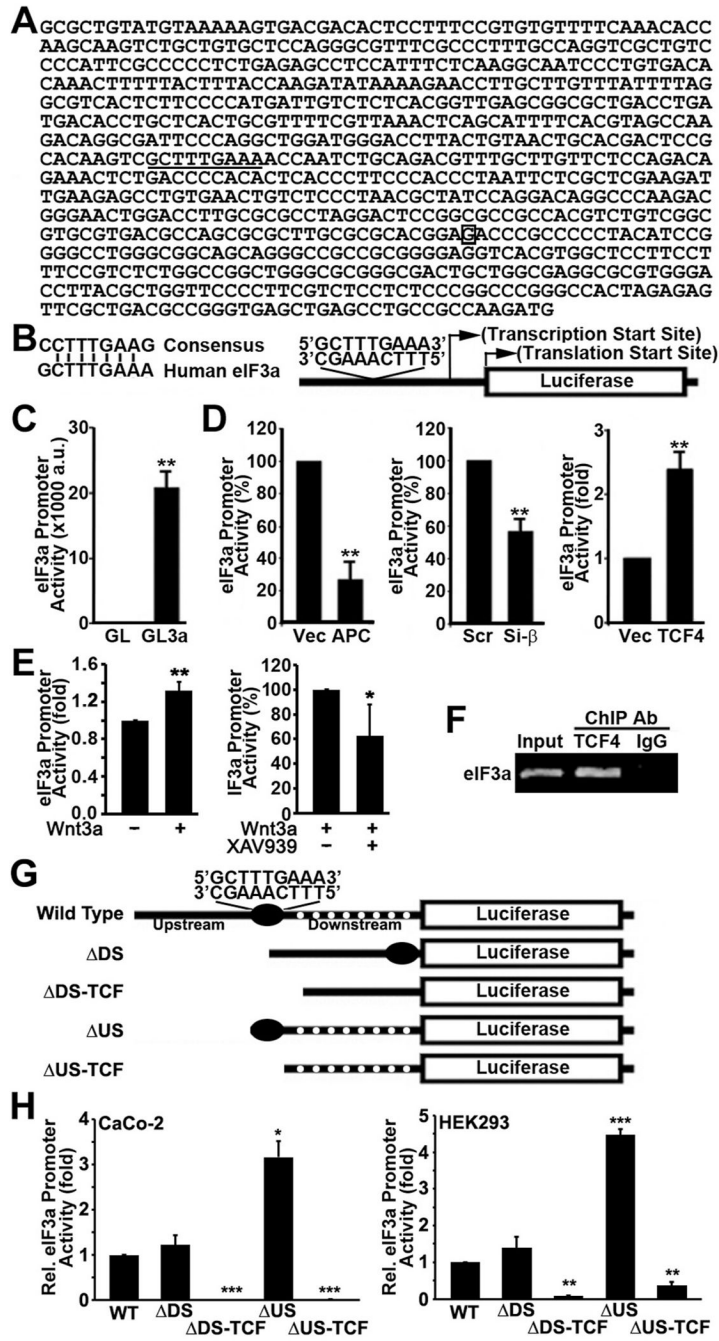 A
GCGCTGTATGTAAAAAGTGACGACACTCCTTTCCGTGTGTTTTCAAACACC
AAGCAAGTCTGCTGTGCTCCAGGGCGTTTCGCCCTTTGCCAGGTCGCTGTC
CCCATTCGCCCCCTCTGAGAGCCTCCATTTCTCAAGGCAATCCCTGTGACA
CAAACTTTTTTACTTTACCAAGATATAAAAGAACCTTGCTTGTTTATTTTAG
GCGTCACTCTTCCCCATGATTGTTTCTCTCACGGTTGAGCGGCGCTGACCTGA
TGACACCTGCTCACTGCGTTTTCGTTAAACTCAGCATTTTCACGTAGCCAA
GACAGGCGATTCCCAGGCTGGATGGGACCTTACTGTAACTGCACGACTCCG
CACAAGTCGCTTTGAAAACCAATCTGCAGACGTTTGCTTGTTCTCCAGACA
GAAACTCTGACCCCACACTCACCCTTCCCACCCTAATTCTCGCTCTGAGAAT
TGAAGAGCCTGTGAACTGTCTCCCTAACGCTATCCAGGACAGGCCCAAGAC
GGGAACTGGACCTTGCGCGCCTAGGACTCCGGCGCCGCCACGTCTGTCGGC
GTGCGTGACGCCAGCGCGCTTGCGCGCACGGAGACCCGCCCCCTACATCCG
GGGCCTGGGCGGCAGCAGGGCCGCGCGGGGAGGTCACGTGGCTCCTTCCT
TTCCGTCTCTGGCCGGCTGGCGCGGGCGACTGCTGGCGAGGCGCGTGGGA
CCTTACGCTGGTTCCCCTTCGTCTCCTCTCCGGCCCGGGCCACTAGAGAG
TTCGCTGACGCCGGGTGAGCTGAGCCTGCCGCCAAGATG
B
CCTTTGAAG Consensus
GCTTTGAAA Human eIF3a
5'GCTTTGAAA3'
3'CGAAACTTT5'
(Transcription Start Site)
(Translation Start Site)
Luciferase
C
eIF3a Promoter
Activity (x1000 a.u.)
30
20
10
0
**
GL GL3a
D
eIF3a Promoter
Activity (%)
120
100
80
60
40
20
0
**
Vec APC
eIF3a Promoter
Activity (%)
120
100
80
60
40
20
0
**
Scr Si-β
eIF3a Promoter
Activity (fold)
3
2
1
0
**
Vec TCF4
E
eIF3a Promoter
Activity (fold)
1.6
1.2
0.8
0.4
0.0
**
Wnt3a – +
IF3a Promoter
Activity (%)
120
100
80
60
40
20
0
*
Wnt3a + +
XAV939 – +
F
ChIP Ab
Input TCF4 IgG
eIF3a
G
5'GCTTTGAAA3'
3'CGAAACTTT5'
Wild Type Upstream Downstream Luciferase
ΔDS Luciferase
ΔDS-TCF Luciferase
ΔUS Luciferase
ΔUS-TCF Luciferase
H
CaCo-2
Rel. eIF3a Promoter
Activity (fold)
4
3
2
1
0
*** * ***
WT ΔDS ΔDS-TCF ΔUS ΔUS-TCF
HEK293
Rel. eIF3a Promoter
Activity (fold)
5
4
3
2
1
0
** *** **
WT ΔDS ΔDS-TCF ΔUS ΔUS-TCF